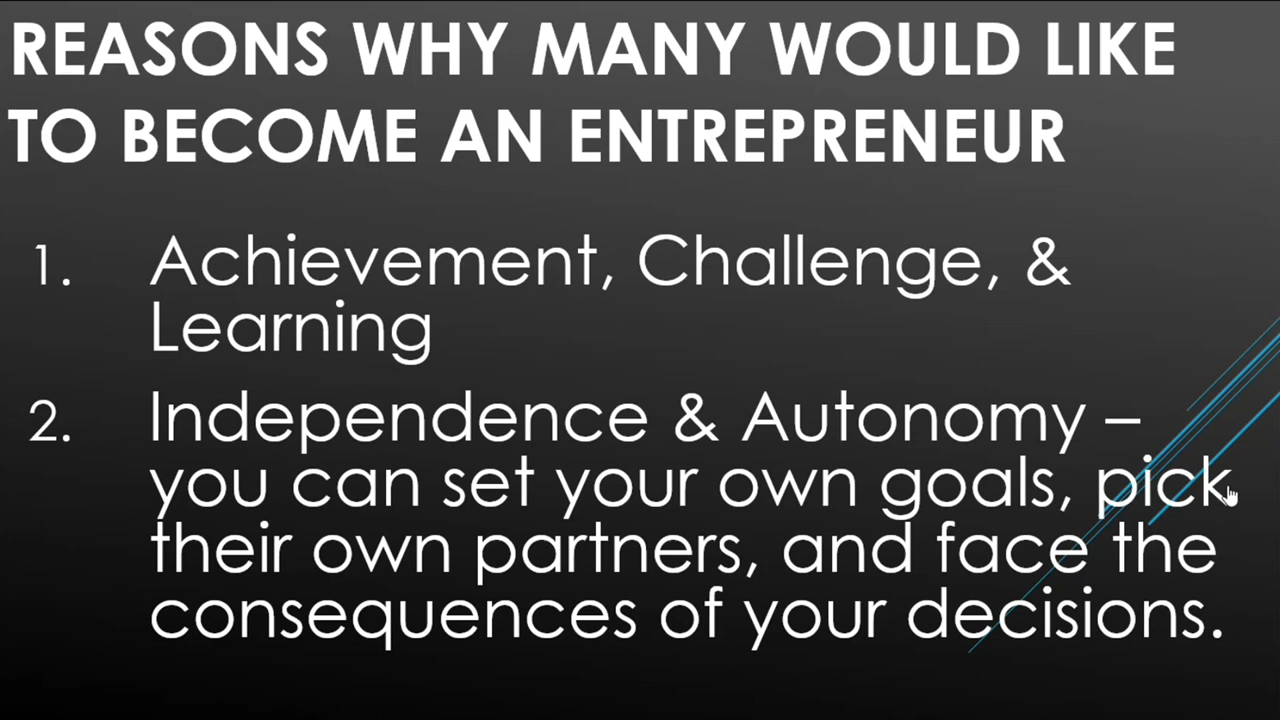 REASONS WHY MANY WOULD LIKE
TO BECOME AN ENTREPRENEUR
1. Achievement, Challenge, &
Learning
2. Independence & Autonomy –
you can set your own goals, pick
their own partners, and face the
consequences of your decisions.